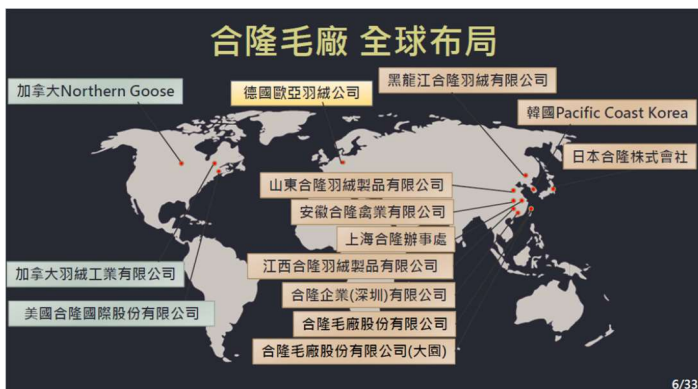 合隆毛廠 全球布局
加拿大Northern Goose
德國歐亞羽絨公司
黑龍江合隆羽絨有限公司
韓國Pacific Coast Korea
日本合隆株式會社
山東合隆羽絨製品有限公司
安徽合隆禽業有限公司
上海合隆辦事處
江西合隆羽絨製品有限公司
合隆企業(深圳)有限公司
合隆毛廠股份有限公司
合隆毛廠股份有限公司(大園)
加拿大羽絨工業有限公司
美國合隆國際股份有限公司
6/33